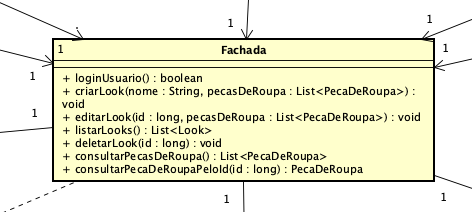 1
1
1
1 Fachada
1
1
+ loginUsuario() : boolean
+ criarLook(nome : String, pecasDeRoupa : List<PecaDeRoupa>) :
void
+ editarLook(id : long, pecasDeRoupa : List<PecaDeRoupa>) : void
+ listarLooks() : List<Look>
+ deletarLook(id : long) : void
+ consultarPecasDeRoupa() : List<PecaDeRoupa>
+ consultarPecaDeRoupaPeloId(id : long) : PecaDeRoupa
1
1